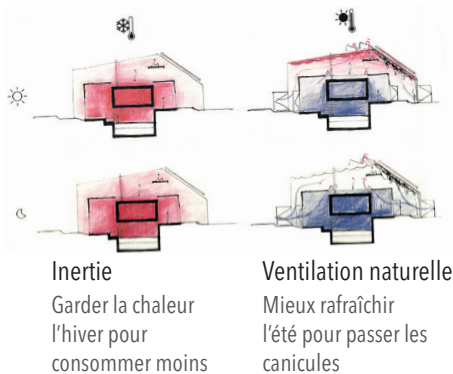 Inertie
Garder la chaleur
l'hiver pour
consommer moins
Ventilation naturelle
Mieux rafraîchir
l'été pour passer les
canicules